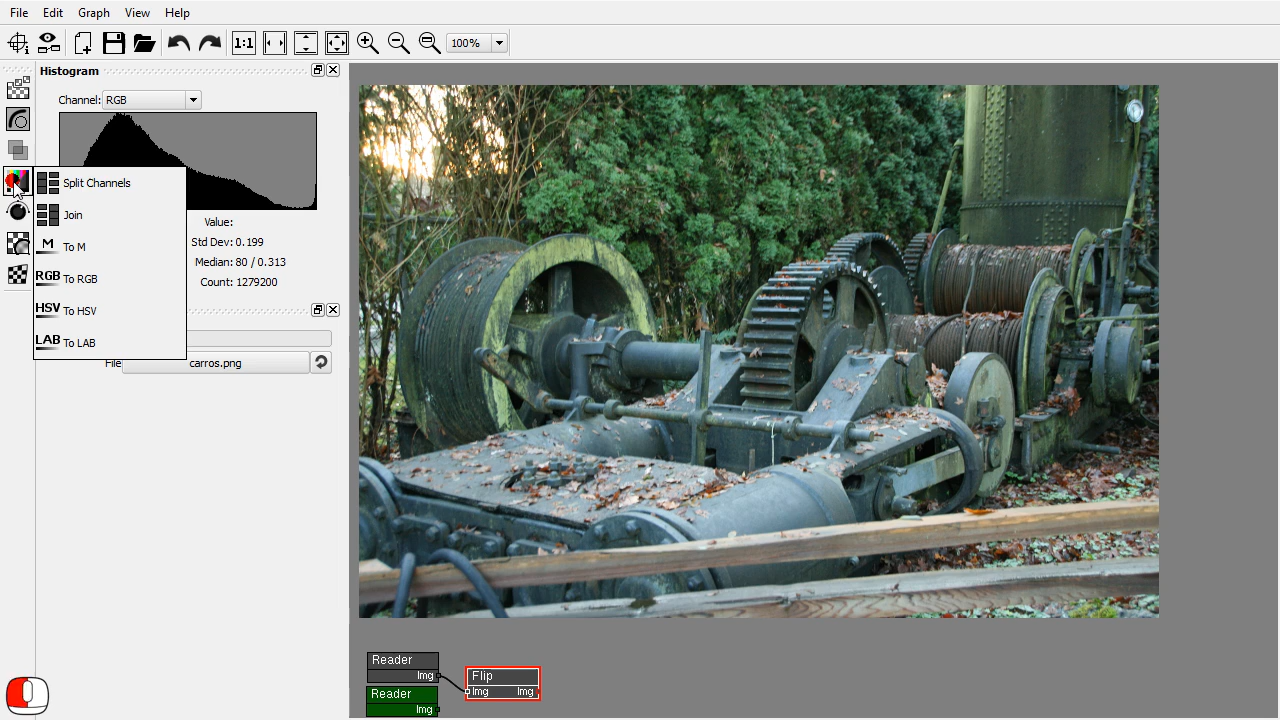 File Edit Graph View Help
1:1 100%
Histogram
Channel: RGB
Split Channels
Join
Value:
Std Dev: 0.199
M To M
Median: 80 / 0.313
RGB To RGB
Count: 1279200
HSV To HSV
LAB To LAB
File carros.png
Reader
Img
Reader
Img
Flip
Img Img